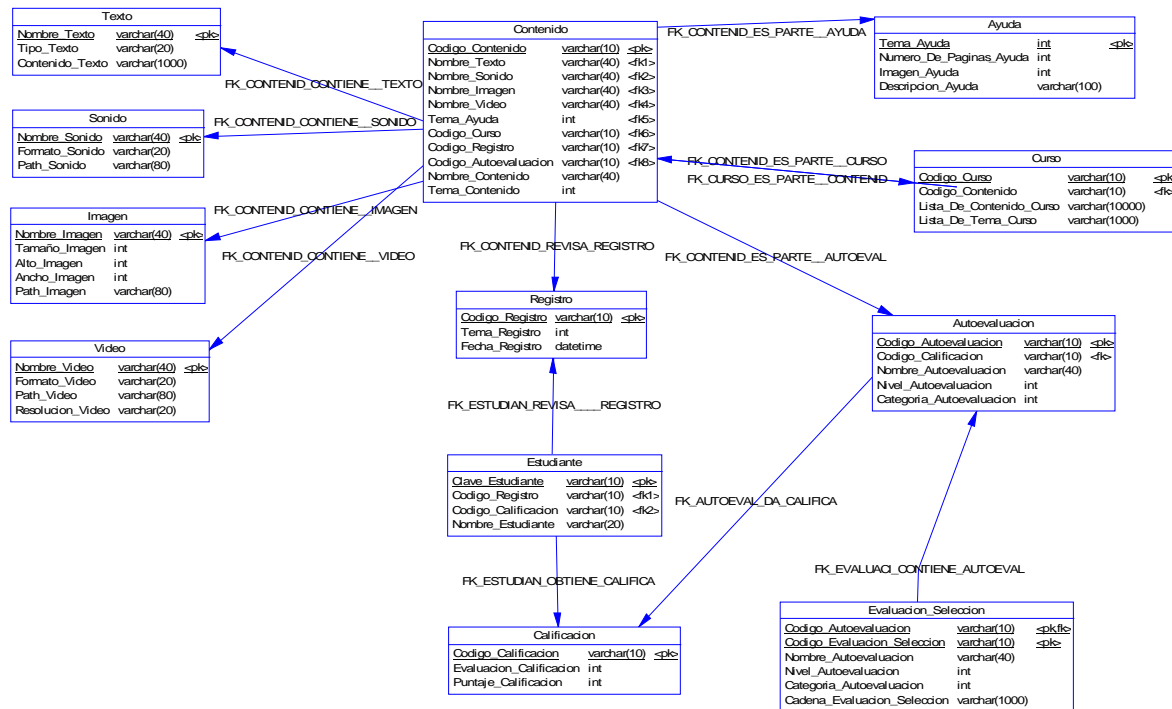 Texto
Nombre_Texto varchar(40) <pk>
Tipo_Texto varchar(20)
Contenido_Texto varchar(1000)
Contenido
Codigo_Contenido varchar(10) <pk>
Nombre_Texto varchar(40) <fk1>
Nombre_Sonido varchar(40) <fk2>
Nombre_Imagen varchar(40) <fk3>
Nombre_Video varchar(40) <fk4>
Tema_Ayuda int <fk5>
Codigo_Curso varchar(10) <fk6>
Codigo_Registro varchar(10) <fk7>
Codigo_Autoevaluacion varchar(10) <fk8>
Nombre_Contenido varchar(40)
Tema_Contenido int
FK_CONTENID_ES_PARTE__AYUDA
Ayuda
Tema_Ayuda int <pk>
Numero_De_Paginas_Ayuda int
Imagen_Ayuda int
Descripcion_Ayuda varchar(100)
FK_CONTENID_CONTIENE__TEXTO
Sonido
Nombre_Sonido varchar(40) <pk>
Formato_Sonido varchar(20)
Path_Sonido varchar(80)
FK_CONTENID_CONTIENE__SONIDO
FK_CONTENID_ES_PARTE__CURSO
FK_CURSO_ES_PARTE__CONTENID
Curso
Codigo_Curso varchar(10) <pk>
Codigo_Contenido varchar(10) <fk>
Lista_De_Contenido_Curso varchar(10000)
Lista_De_Tema_Curso varchar(1000)
Imagen
Nombre_Imagen varchar(40) <pk>
Tamaño_Imagen int
Alto_Imagen int
Ancho_Imagen int
Path_Imagen varchar(80)
FK_CONTENID_CONTIENE__IMAGEN
FK_CONTENID_CONTIENE__VIDEO
FK_CONTENID_REVISA_REGISTRO
FK_CONTENID_ES_PARTE__AUTOEVAL
Registro
Codigo_Registro varchar(10) <pk>
Tema_Registro int
Fecha_Registro datetime
Video
Nombre_Video varchar(40) <pk>
Formato_Video varchar(20)
Path_Video varchar(80)
Resolucion_Video varchar(20)
Autoevaluacion
Codigo_Autoevaluacion varchar(10) <pk>
Codigo_Calificacion varchar(10) <fk>
Nombre_Autoevaluacion varchar(40)
Nivel_Autoevaluacion int
Categoria_Autoevaluacion int
FK_ESTUDIAN_REVISA____REGISTRO
Estudiante
Clave_Estudiante varchar(10) <pk>
Codigo_Registro varchar(10) <fk1>
Codigo_Calificacion varchar(10) <fk2>
Nombre_Estudiante varchar(20)
FK_AUTOEVAL_DA_CALIFICA
FK_ESTUDIAN_OBTIENE_CALIFICA
FK_EVALUACI_CONTIENE_AUTOEVAL
Calificacion
Codigo_Calificacion varchar(10) <pk>
Evaluacion_Calificacion int
Puntaje_Calificacion int
Evaluacion_Seleccion
Codigo_Autoevaluacion varchar(10) <pk,fk>
Codigo_Evaluacion_Seleccion varchar(10) <pk>
Nombre_Autoevaluacion varchar(40)
Nivel_Autoevaluacion int
Categoria_Autoevaluacion int
Cadena_Evaluacion_Seleccion varchar(1000)